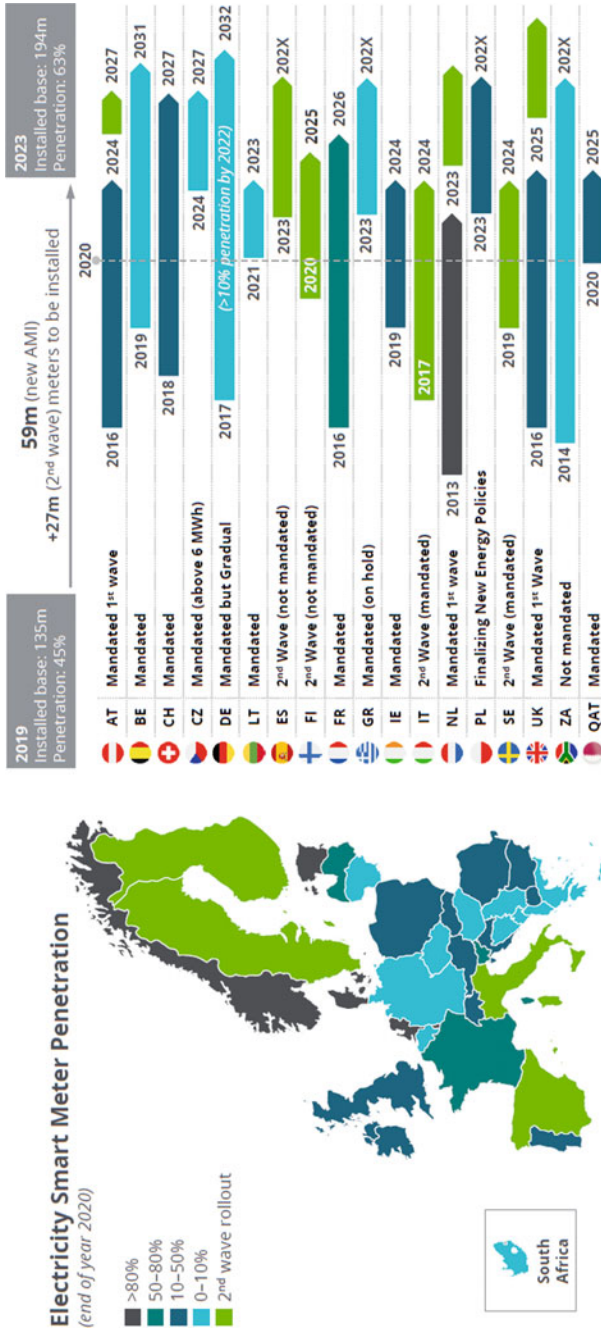 Electricity Smart Meter Penetration
(end of year 2020)
>80%
50–80%
10–50%
0–10%
2nd wave rollout
South
Africa
2019
Installed base: 135m
Penetration: 45%
59m (new AMI)
+27m (2nd wave) meters to be installed
2023
Installed base: 194m
Penetration: 63%
2020
AT Mandated 1st wave 2016 2024 2027
BE Mandated 2019 2031
CH Mandated 2018 2027
CZ Mandated (above 6 MWh) 2024 2027
DE Mandated but Gradual 2017 (>10% penetration by 2022) 2032
LT Mandated 2021 2023
ES 2nd Wave (not mandated) 2023 202X
FI 2nd Wave (not mandated) 2020 2025
FR Mandated 2016 2026
GR Mandated (on hold) 2023 202X
IE Mandated 2019 2024
IT 2nd Wave (mandated) 2017 2024
NL Mandated 1st wave 2013 2023
PL Finalizing New Energy Policies 2023 202X
SE 2nd Wave (mandated) 2019 2024
UK Mandated 1st Wave 2016 2025
ZA Not mandated 2014 202X
QAT Mandated 2020 2025